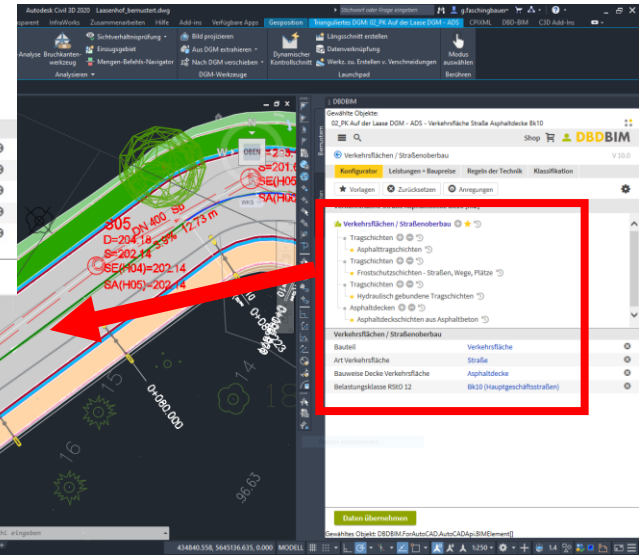 Autodesk Civil 3D 2020 Laasenhof_bemustert.dwg
Stichwort oder Frage eingeben
g.faschingbauer
InfraWorks Zusammenarbeiten Hilfe Add-ins Verfügbare Apps Geoposition Trianguliertes DGM: 02_PK Auf der Laase DGM - ADS CPIXML DBD-BIM C3D Add-Ins
Sichtverhältnisprüfung
Einzugsgebiet
Mengen-Befehls-Navigator
Bruchkanten-
werkzeug
Analysieren
Bild projizieren
Aus DGM extrahieren
Nach DGM verschieben
DGM-Werkzeuge
Dynamischer
Kontrollschnitt
Längsschnitt erstellen
Datenverknüpfung
Werkz. zu. Erstellen v. Verschneidungen
Launchpad
Modus
auswählen
Berühren
OBEN
W
WKS
S05
DN 400 Sb
12.73 m
D=204.18
S=202.14
SE(H04)=202.14
SA(H05)=202.14
0+080.000
16
15
18
96.63
DBDBIM
Gewählte Objekte:
02_PK Auf der Laase DGM - ADS - Verkehrsfläche Straße Asphaltdecke Bk10
Shop DBDBIM
Verkehrsflächen / Straßenoberbau V 10.0
Konfigurator Leistungen + Baupreise Regeln der Technik Klassifikation
Vorlagen Zurücksetzen Anregungen
Verkehrsflächen / Straßenoberbau
Tragschichten
Asphalttragschichten
Tragschichten
Frostschutzschichten - Straßen, Wege, Plätze
Tragschichten
Hydraulisch gebundene Tragschichten
Asphaltdecken
Asphaltdeckschichten aus Asphaltbeton
Verkehrsflächen / Straßenoberbau
Bauteil Verkehrsfläche
Art Verkehrsfläche Straße
Bauweise Decke Verkehrsfläche Asphaltdecke
Belastungsklasse RStO 12 Bk10 (Hauptgeschäftsstraßen)
Daten übernehmen
Gewähltes Objekt: DBDBIM.ForAutoCAD.AutoCADApi.BIMElement[]
434840.558, 5645136.635, 0.000 MODELL
1:250
1.4